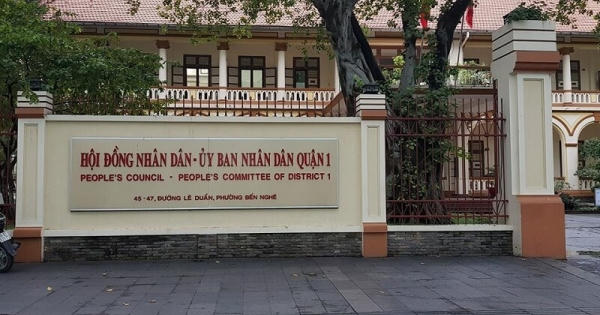 HỘI ĐỒNG NHÂN DÂN - ỦY BAN NHÂN DÂN QUẬN 1
PEOPLE'S COUNCIL - PEOPLE'S COMMITTEE OF DISTRICT 1
45 - 47, ĐƯỜNG LÊ DUẨN, PHƯỜNG BẾN NGHÉ